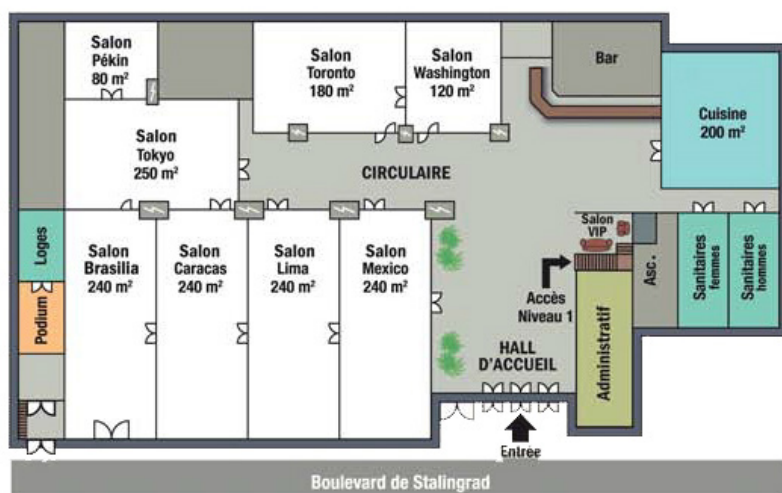 Salon
Pékin
80 m²
Salon
Toronto
180 m²
Salon
Washington
120 m²
Bar
Cuisine
200 m²
Salon
Tokyo
250 m²
CIRCULAIRE
Loges
Salon
Brasilia
240 m²
Salon
Caracas
240 m²
Salon
Lima
240 m²
Salon
Mexico
240 m²
Salon
VIP
Asc.
Sanitaires
femmes
Sanitaires
hommes
Podium
Accès
Niveau 1
HALL
D'ACCUEIL
Administratif
Entrée
Boulevard de Stalingrad